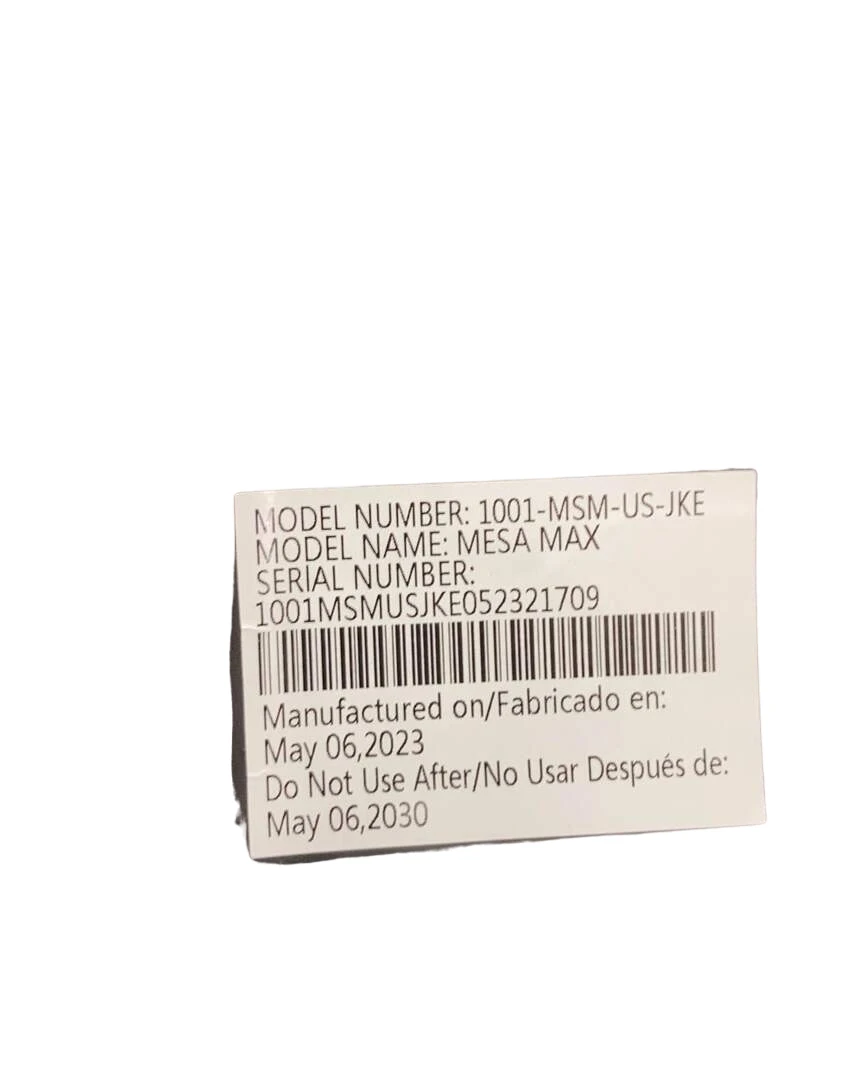 MODEL NUMBER: 1001-MSM-US-JKE
MODEL NAME: MESA MAX
SERIAL NUMBER:
1001MSMUSJKE052321709
Manufactured on/Fabricado en:
May 06,2023
Do Not Use After/No Usar Después de:
May 06,2030